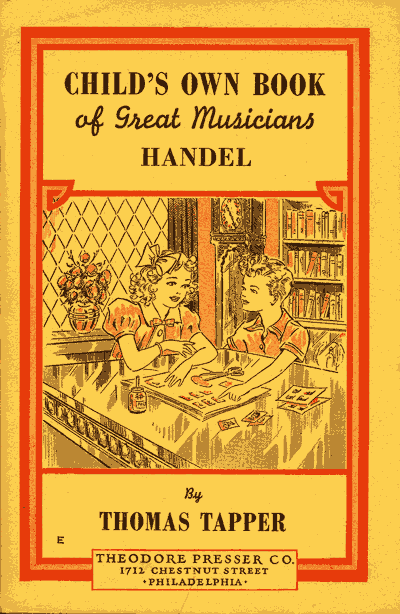 CHILD'S OWN BOOK
of Great Musicians
HANDEL
By
THOMAS TAPPER
E
THEODORE PRESSER CO.
1712 CHESTNUT STREET
·PHILADELPHIA·